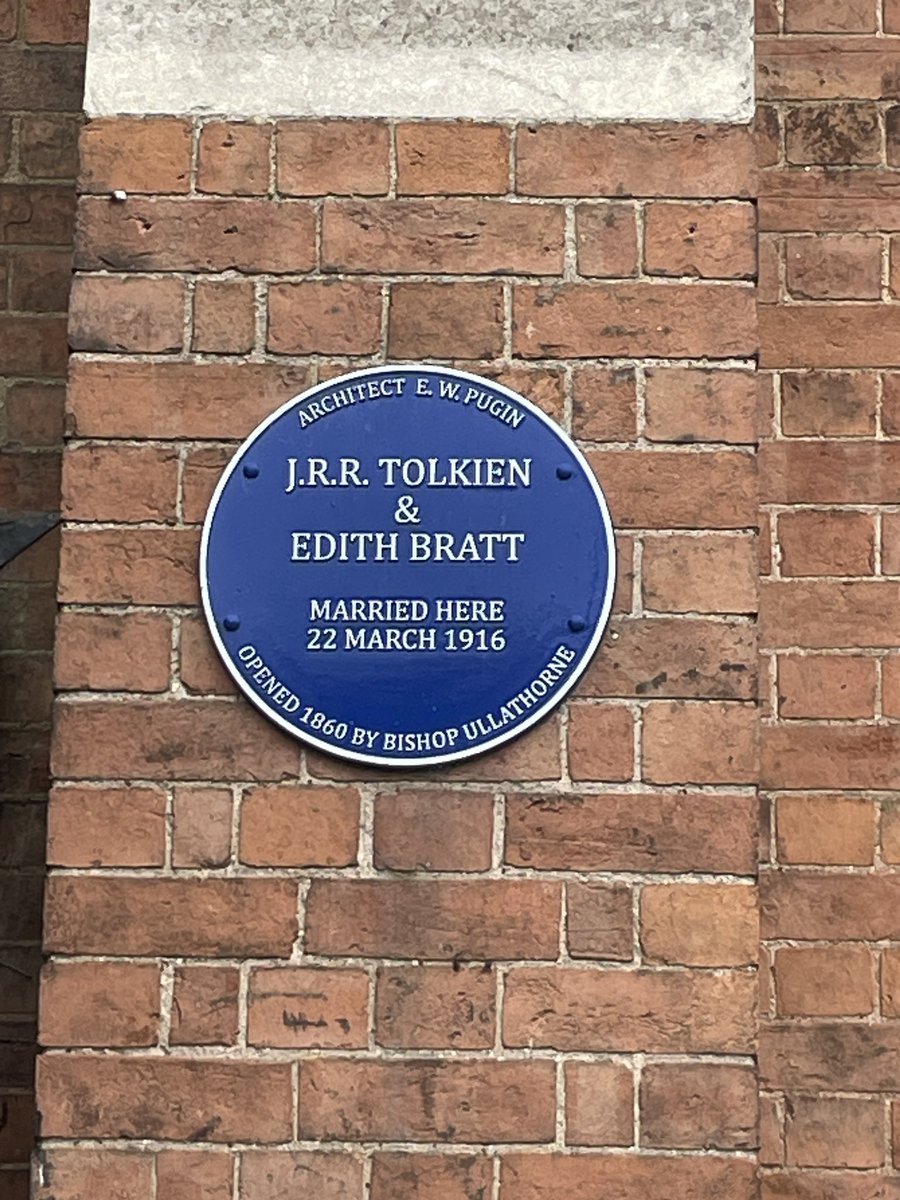 ARCHITECT E. W. PUGIN
J.R.R. TOLKIEN
&
EDITH BRATT
MARRIED HERE
22 MARCH 1916
OPENED 1860 BY BISHOP ULLATHORNE